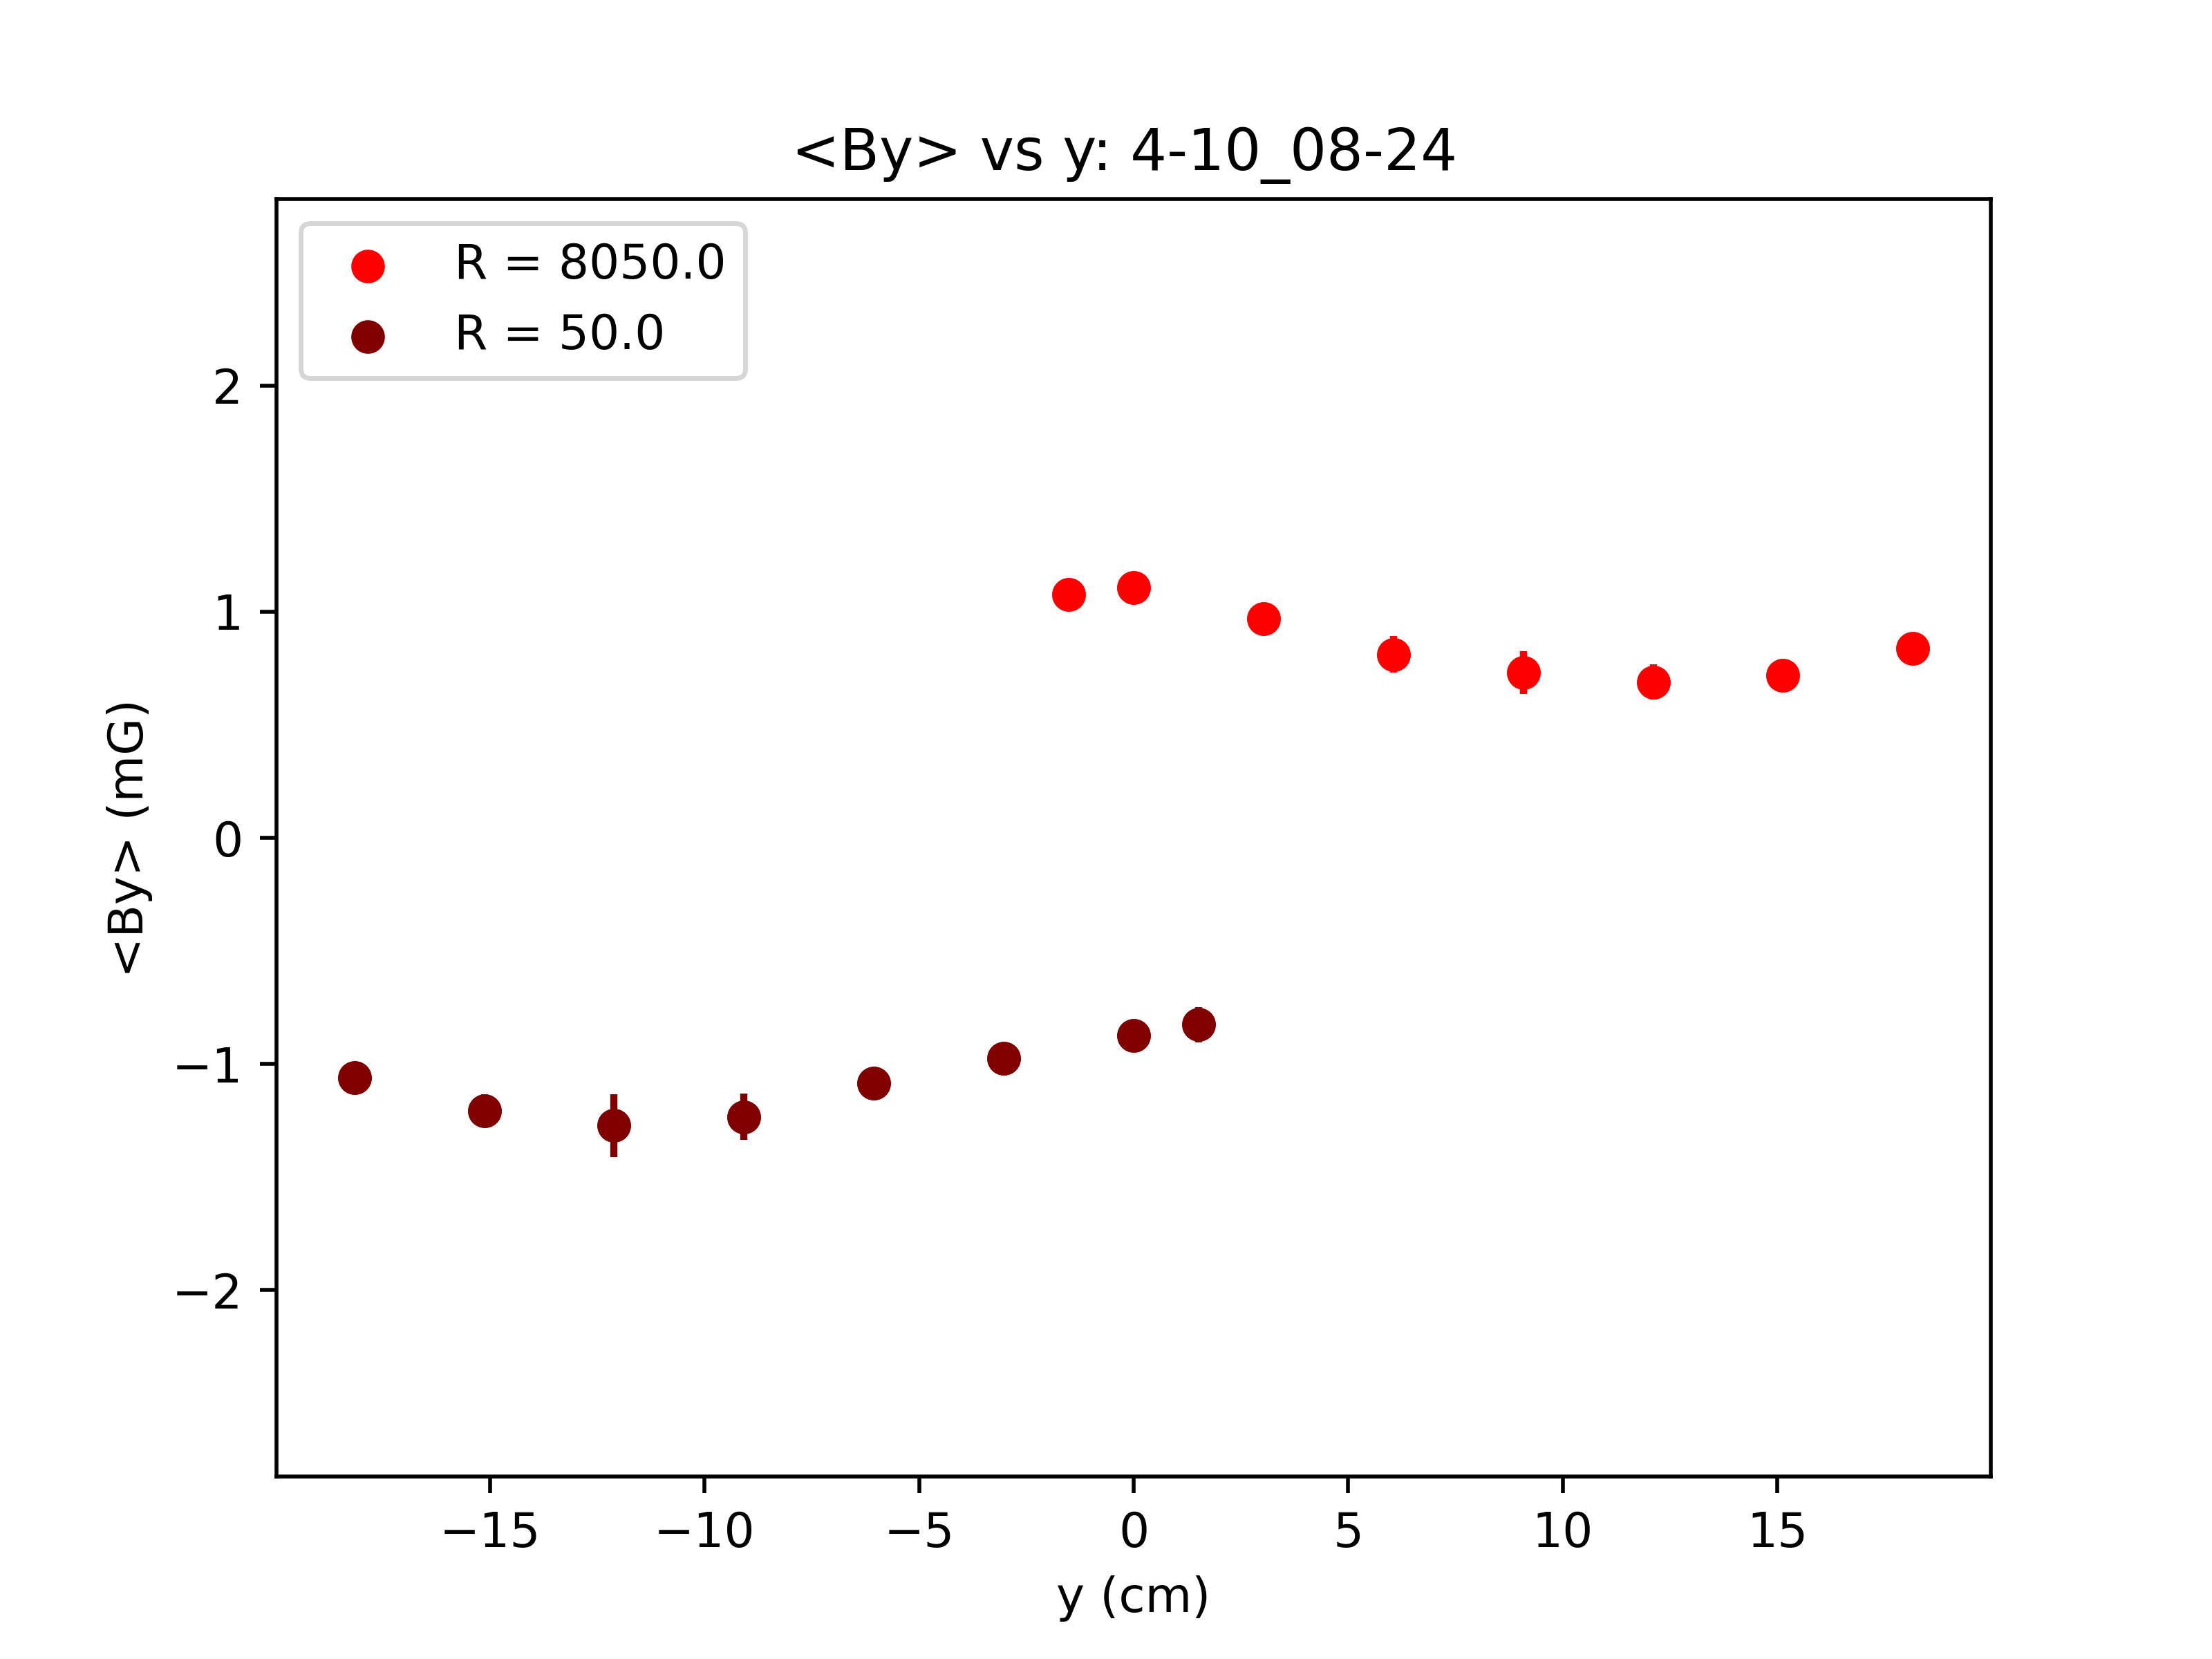 <By> vs y: 4-10_08-24
R = 8050.0
R = 50.0
2
1
0
−1
−2
<By> (mG)
−15 −10 −5 0 5 10 15
y (cm)